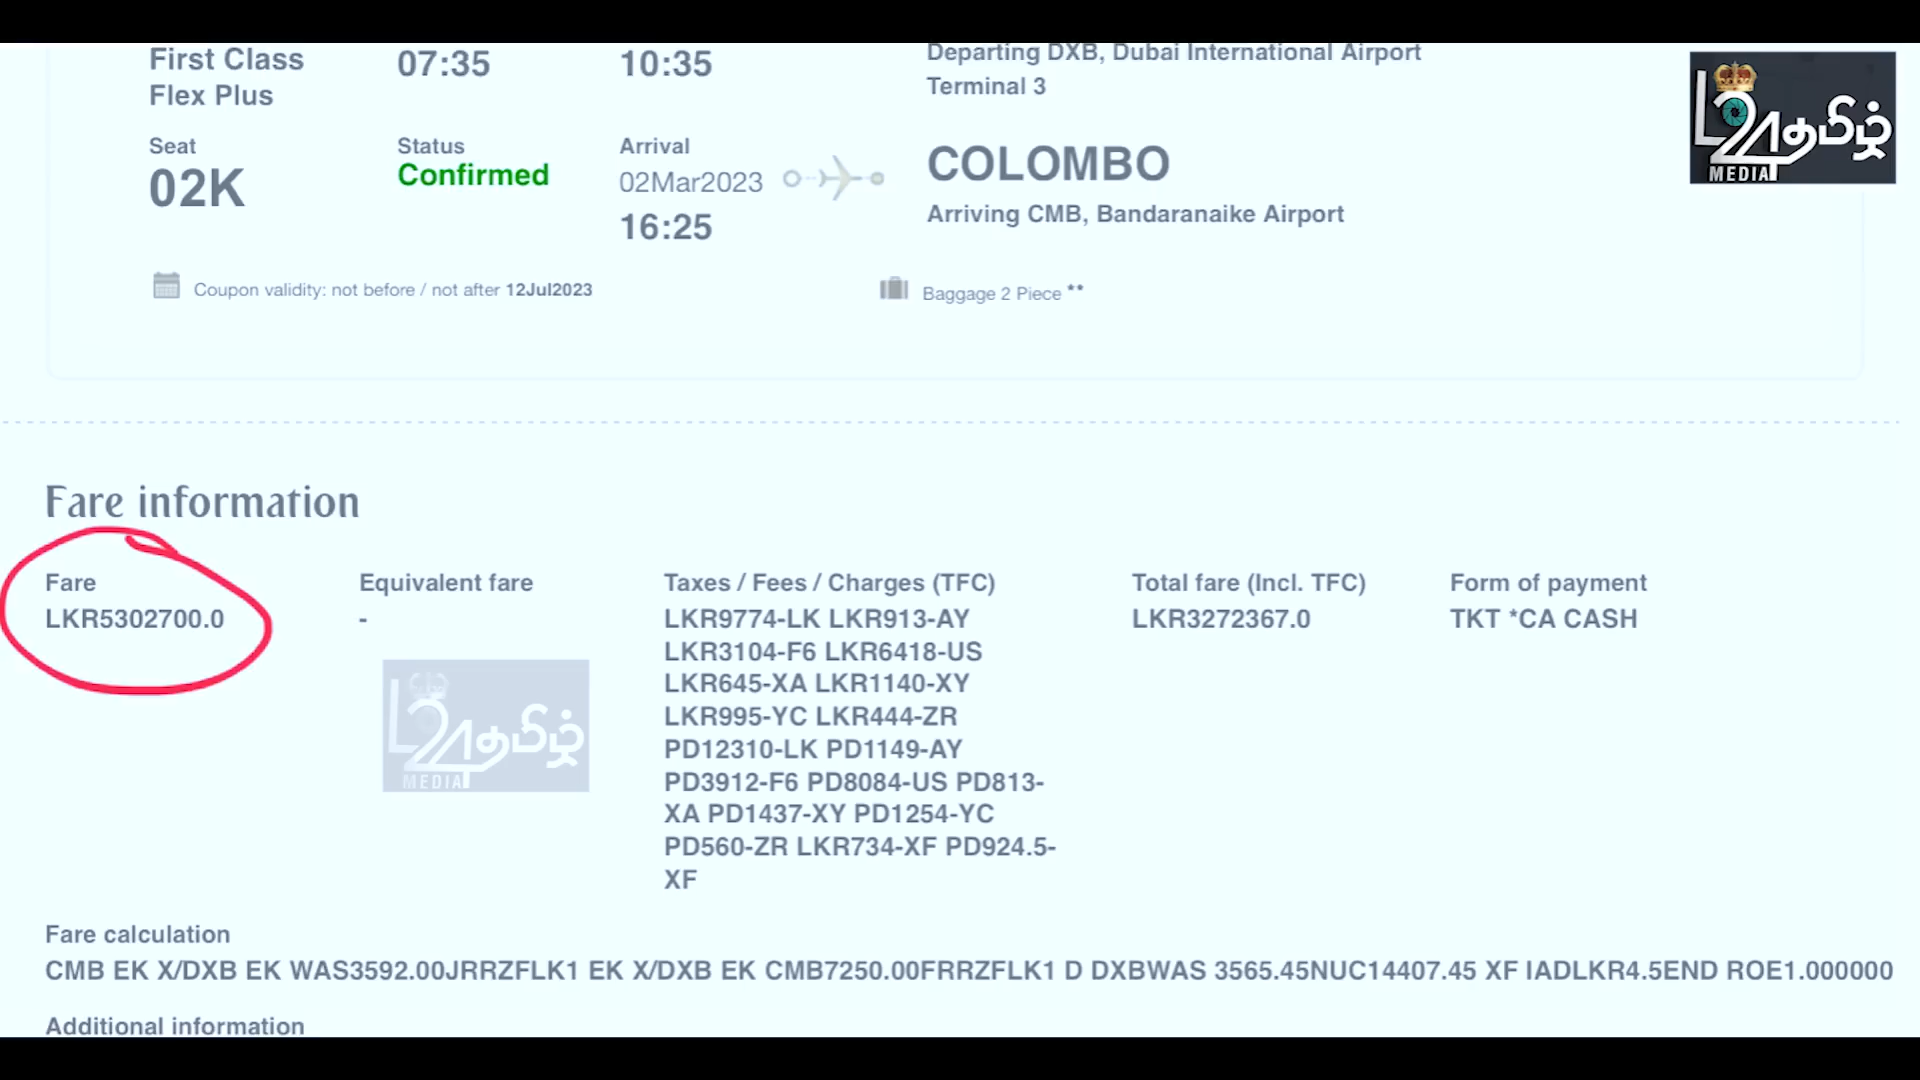 First Class
Flex Plus
07:35
10:35
Departing DXB, Dubai International Airport
Terminal 3
L24தமிழ்
MEDIA
Seat
02K
Status
Confirmed
Arrival
02Mar2023
16:25
COLOMBO
Arriving CMB, Bandaranaike Airport
Coupon validity: not before / not after 12Jul2023
Baggage 2 Piece **
Fare information
Fare
LKR5302700.0
Equivalent fare
-
Taxes / Fees / Charges (TFC)
LKR9774-LK LKR913-AY
LKR3104-F6 LKR6418-US
LKR645-XA LKR1140-XY
LKR995-YC LKR444-ZR
PD12310-LK PD1149-AY
PD3912-F6 PD8084-US PD813-
XA PD1437-XY PD1254-YC
PD560-ZR LKR734-XF PD924.5-
XF
Total fare (Incl. TFC)
LKR3272367.0
Form of payment
TKT *CA CASH
L24தமிழ்
MEDIA
Fare calculation
CMB EK X/DXB EK WAS3592.00JRRZFLK1 EK X/DXB EK CMB7250.00FRRZFLK1 D DXBWAS 3565.45NUC14407.45 XF IADLKR4.5END ROE1.000000
Additional information